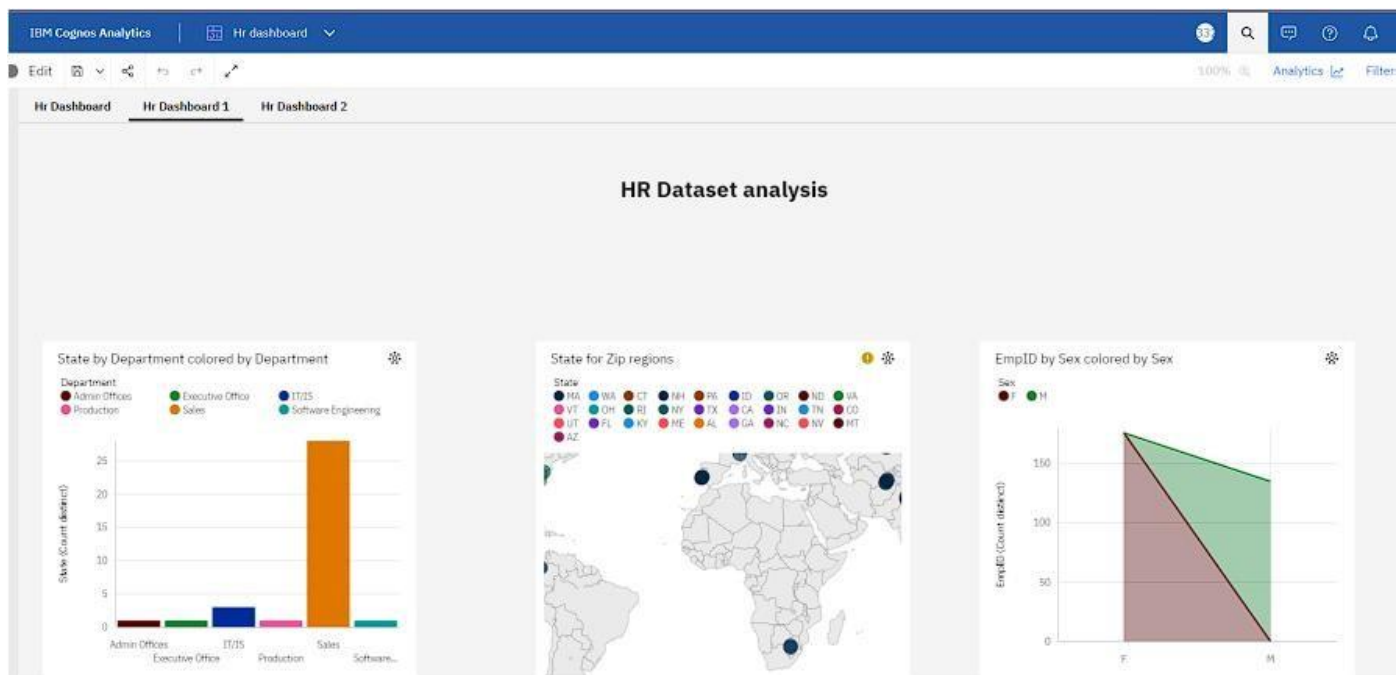 IBM Cognos Analytics
Hr dashboard
Edit
100%
Analytics
Filter
Hr Dashboard
Hr Dashboard 1
Hr Dashboard 2
HR Dataset analysis
State by Department colored by Department
Department
Admin Offices Executive Office IT/IS
Production Sales Software Engineering
25
20
15
10
5
0
State (Count distinct)
Admin Offices IT/IS Sales
Executive Office Production Software...
State for Zip regions
State
MA WA CT NH PA ID OR ND VA
VT OH RI NY TX CA IN TN CO
UT FL KY ME AL GA NC NV MT
AZ
EmpID by Sex colored by Sex
Sex
F M
150
100
50
0
EmpID (Count distinct)
F M